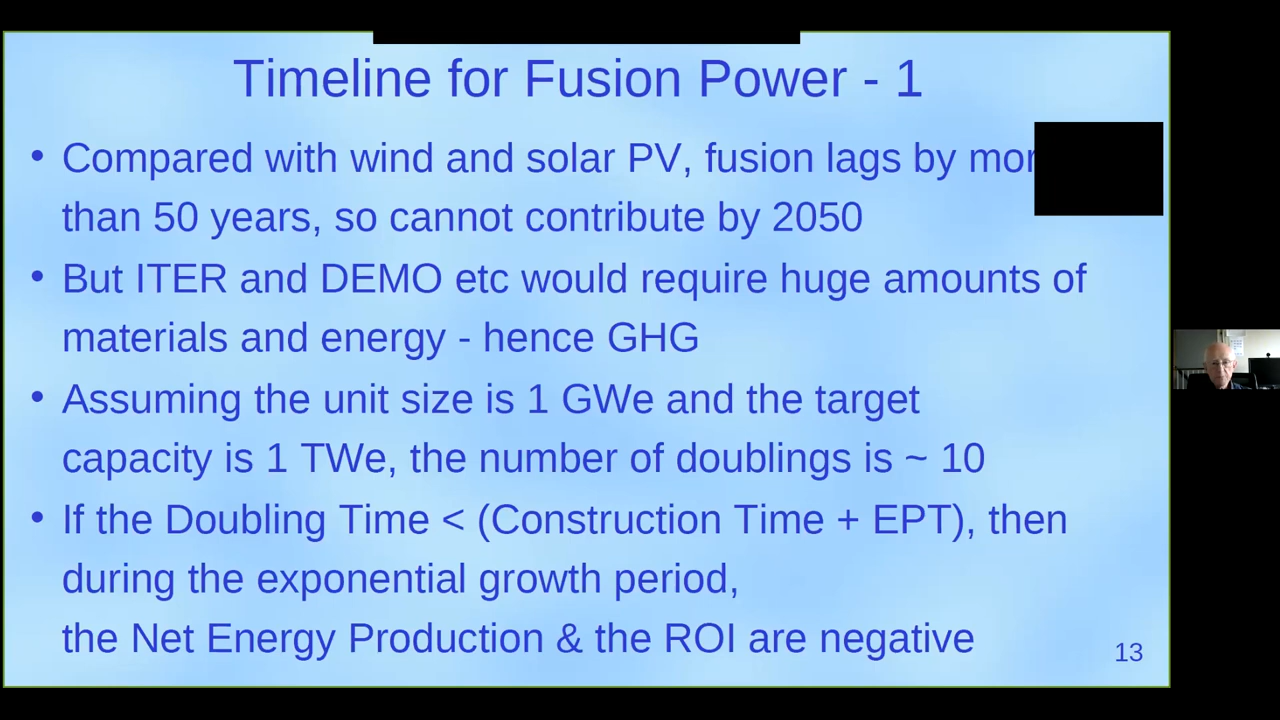 Timeline for Fusion Power - 1
• Compared with wind and solar PV, fusion lags by
than 50 years, so cannot contribute by 2050
• But ITER and DEMO etc would require huge amounts of
materials and energy - hence GHG
• Assuming the unit size is 1 GWe and the target
capacity is 1 TWe, the number of doublings is ~ 10
• If the Doubling Time < (Construction Time + EPT), then
during the exponential growth period,
the Net Energy Production & the ROI are negative
13